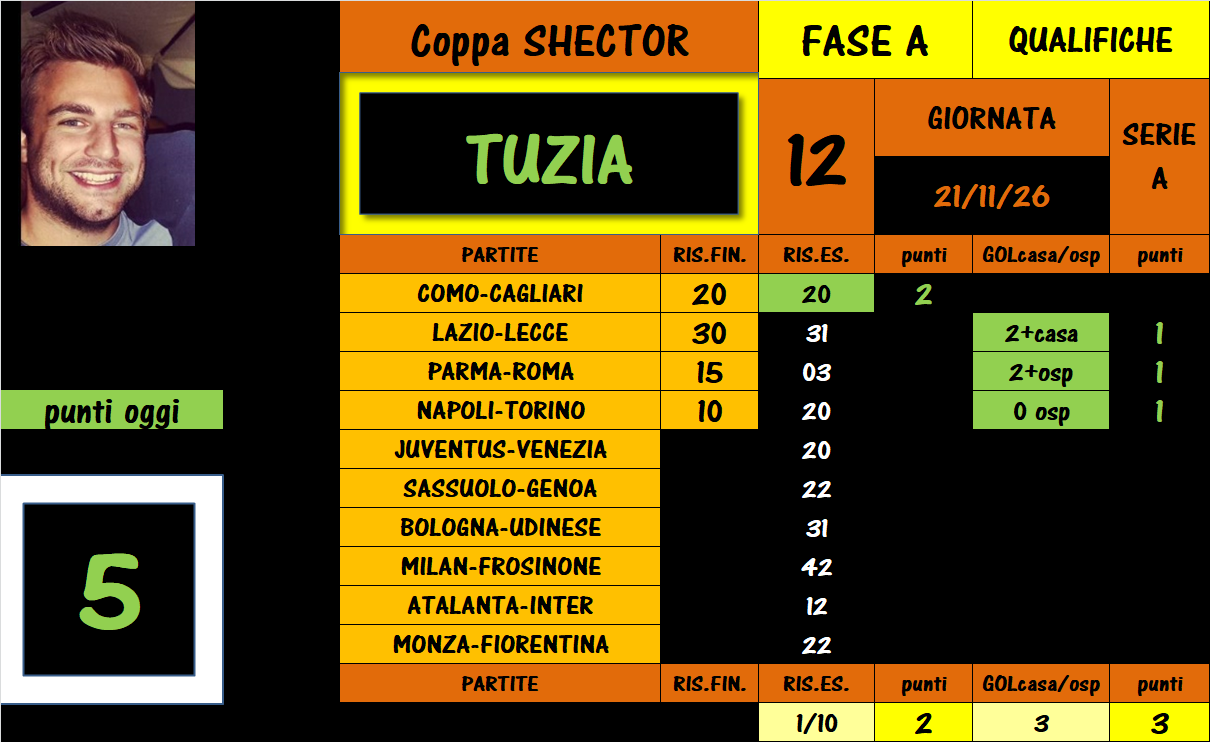 Coppa SHECTOR FASE A QUALIFICHE
TUZIA 12 GIORNATA SERIE A
21/11/26
PARTITE RIS.FIN. RIS.ES. punti GOLcasa/osp punti
COMO-CAGLIARI 20 20 2
LAZIO-LECCE 30 31 2+casa 1
PARMA-ROMA 15 03 2+osp 1
punti oggi NAPOLI-TORINO 10 20 0 osp 1
JUVENTUS-VENEZIA 20
SASSUOLO-GENOA 22
BOLOGNA-UDINESE 31
5 MILAN-FROSINONE 42
ATALANTA-INTER 12
MONZA-FIORENTINA 22
PARTITE RIS.FIN. RIS.ES. punti GOLcasa/osp punti
1/10 2 3 3